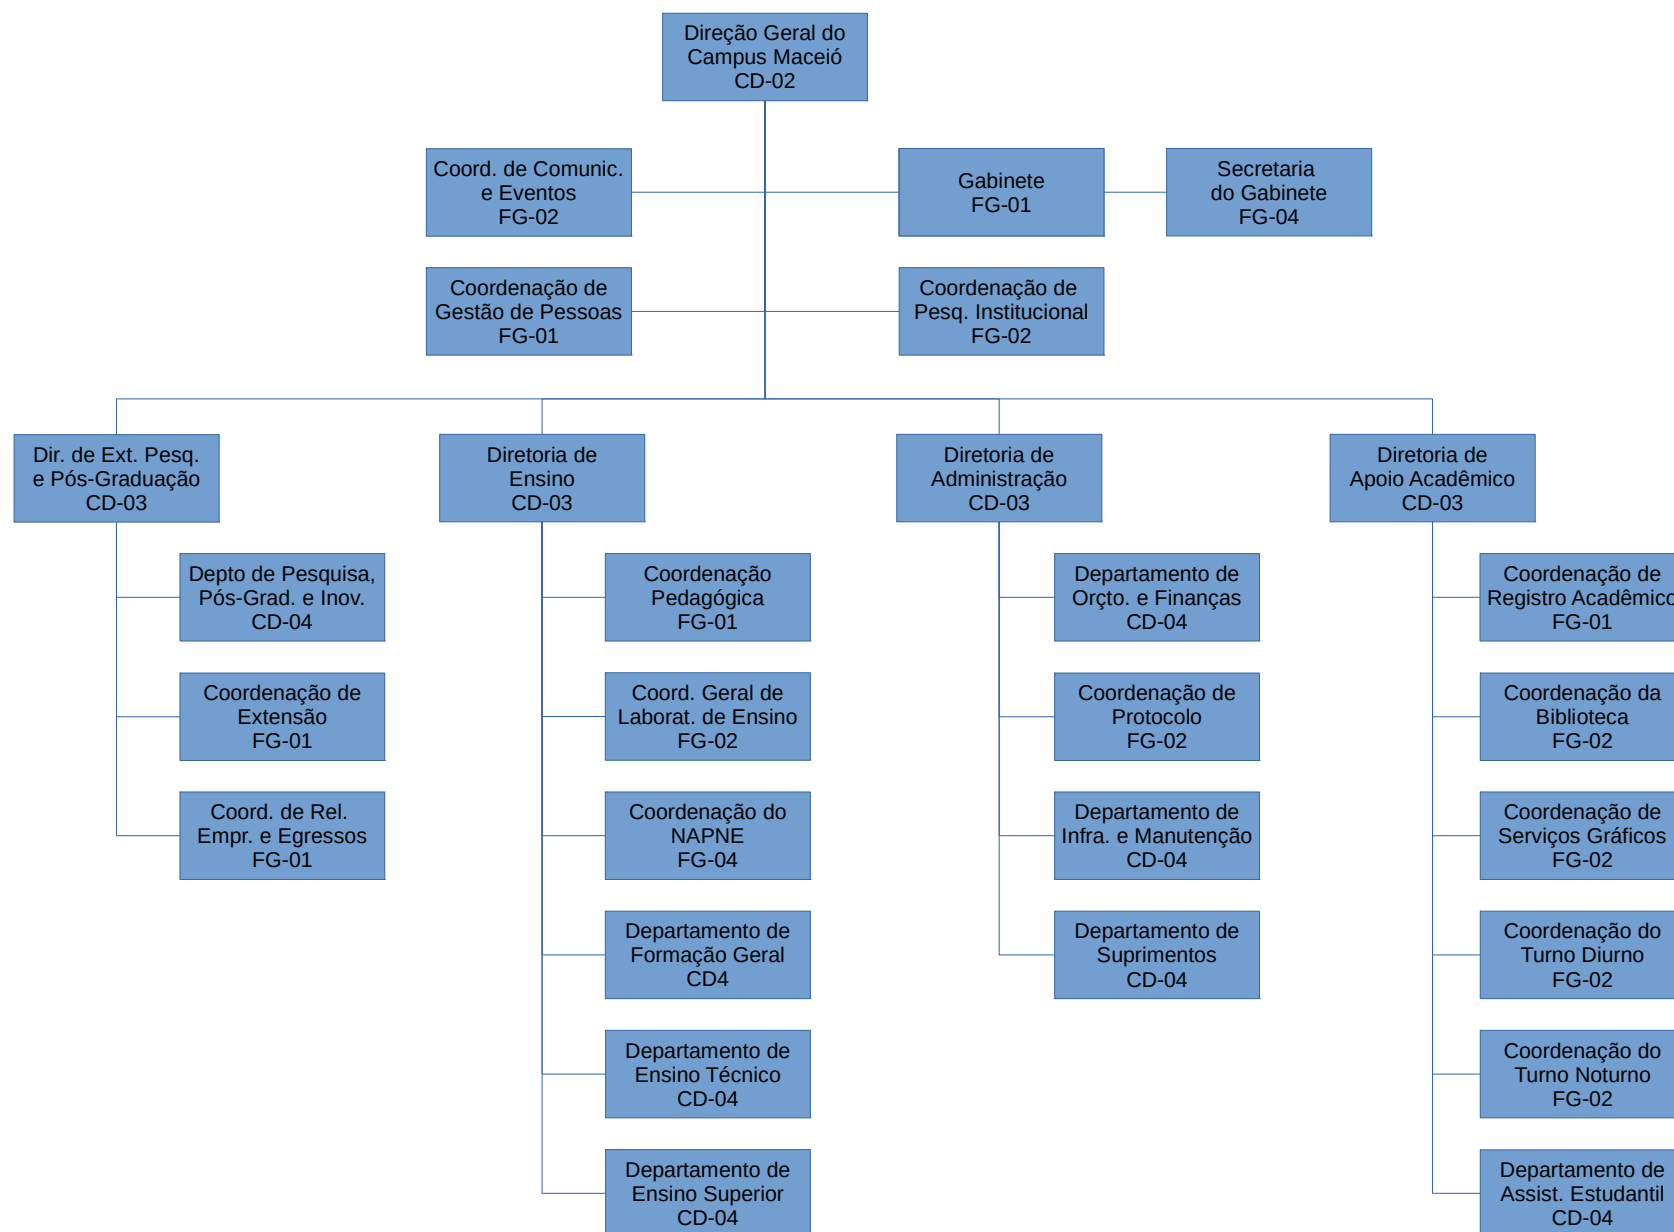 Direção Geral do
Campus Maceió
CD-02
Coord. de Comunic.
e Eventos
FG-02
Gabinete
FG-01
Secretaria
do Gabinete
FG-04
Coordenação de
Gestão de Pessoas
FG-01
Coordenação de
Pesq. Institucional
FG-02
Dir. de Ext. Pesq.
e Pós-Graduação
CD-03
Diretoria de
Ensino
CD-03
Diretoria de
Administração
CD-03
Diretoria de
Apoio Acadêmico
CD-03
Depto de Pesquisa,
Pós-Grad. e Inov.
CD-04
Coordenação
Pedagógica
FG-01
Departamento de
Orçto. e Finanças
CD-04
Coordenação de
Registro Acadêmico
FG-01
Coordenação de
Extensão
FG-01
Coord. Geral de
Laborat. de Ensino
FG-02
Coordenação de
Protocolo
FG-02
Coordenação da
Biblioteca
FG-02
Coord. de Rel.
Empr. e Egressos
FG-01
Coordenação do
NAPNE
FG-04
Departamento de
Infra. e Manutenção
CD-04
Coordenação de
Serviços Gráficos
FG-02
Departamento de
Formação Geral
CD4
Departamento de
Suprimentos
CD-04
Coordenação do
Turno Diurno
FG-02
Departamento de
Ensino Técnico
CD-04
Coordenação do
Turno Noturno
FG-02
Departamento de
Ensino Superior
CD-04
Departamento de
Assist. Estudantil
CD-04